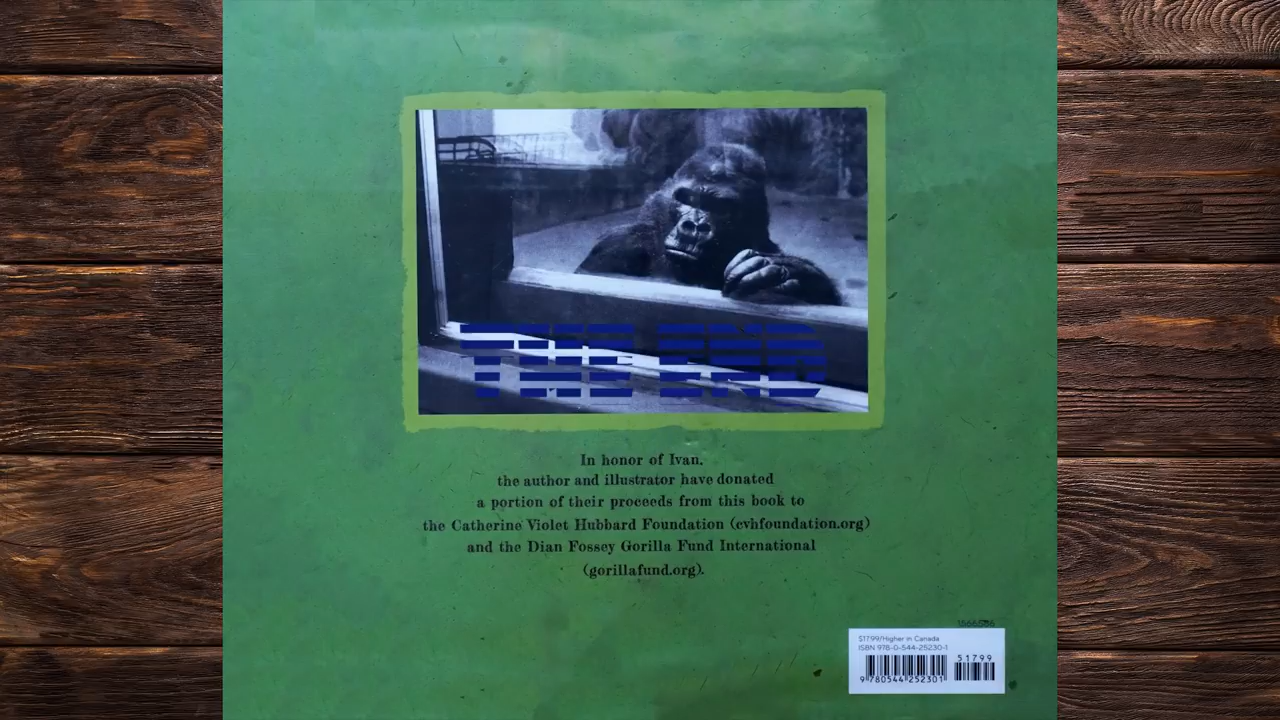 THE END
In honor of Ivan,
the author and illustrator have donated
a portion of their proceeds from this book to
the Catherine Violet Hubbard Foundation (cvhfoundation.org)
and the Dian Fossey Gorilla Fund International
(gorillafund.org).
1566586
$17.99/Higher in Canada
ISBN 978-0-544-25230-1
51799
9 780544 252301